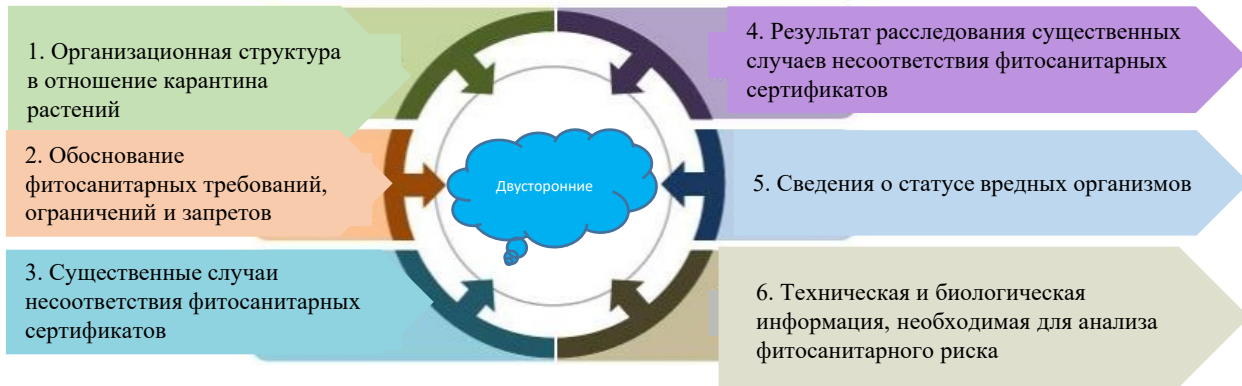 1. Организационная структура
в отношение карантина
растений
2. Обоснование
фитосанитарных требований,
ограничений и запретов
3. Существенные случаи
несоответствия фитосанитарных
сертификатов
Двусторонние
4. Результат расследования существенных
случаев несоответствия фитосанитарных
сертификатов
5. Сведения о статусе вредных организмов
6. Техническая и биологическая
информация, необходимая для анализа
фитосанитарного риска